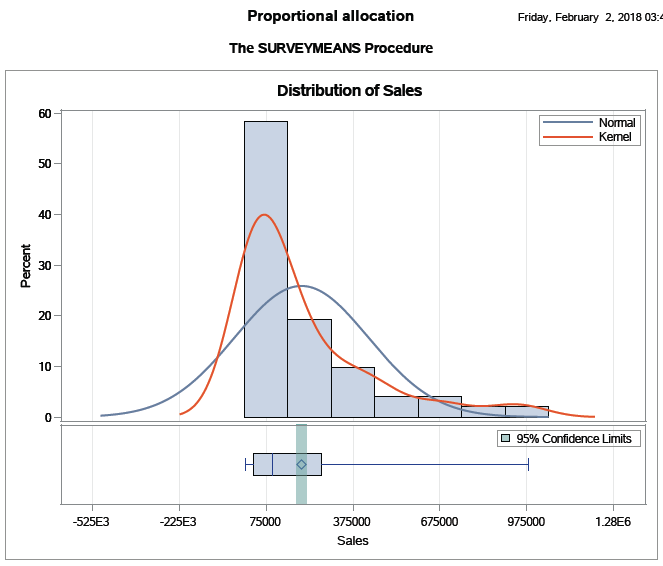 Proportional allocation
Friday, February 2, 2018 03:4
The SURVEYMEANS Procedure
Distribution of Sales
Normal
Kernel
Percent
60
50
40
30
20
10
0
95% Confidence Limits
-525E3 -225E3 75000 375000 675000 975000 1.28E6
Sales